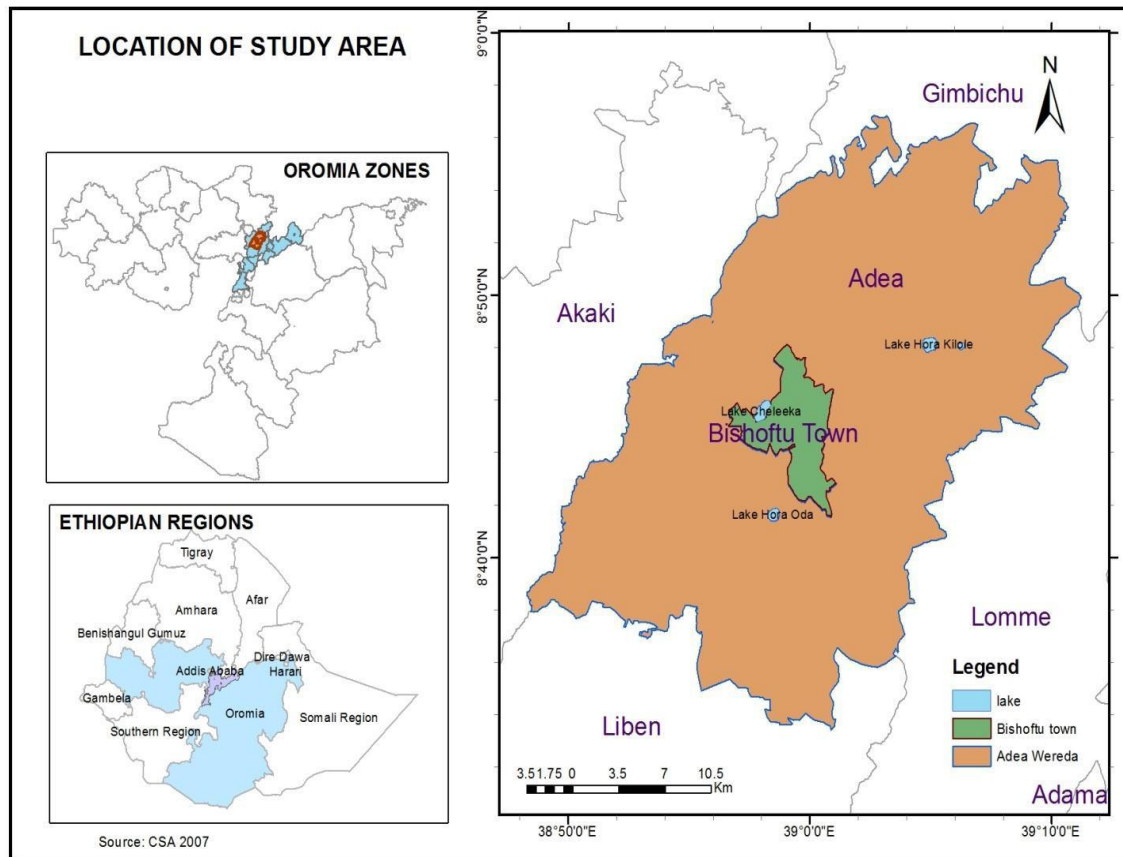 LOCATION OF STUDY AREA
OROMIA ZONES
ETHIOPIAN REGIONS
Tigray
Afar
Amhara
Benishangul Gumuz
Dire Dawa
Addis Ababa
Harari
Gambela
Oromia
Somali Region
Southern Region
Source: CSA 2007
9°0'0"N
8°50'0"N
8°40'0"N
N
Gimbichu
Adea
Akaki
Lake Hora Kilole
Lake Cheleeka
Bishoftu Town
Lake Hora Oda
Lomme
Liben
Adama
Legend
lake
Bishoftu town
Adea Wereda
3.5 1.75 0 3.5 7 10.5
Km
38°50'0"E
39°0'0"E
39°10'0"E